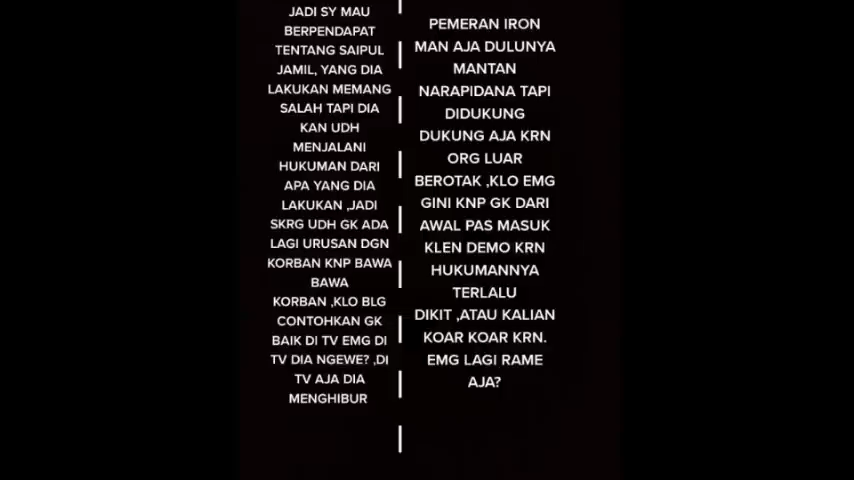 JADI SY MAU
BERPENDAPAT
TENTANG SAIPUL
JAMIL, YANG DIA
LAKUKAN MEMANG
SALAH TAPI DIA
KAN UDH
MENJALANI
HUKUMAN DARI
APA YANG DIA
LAKUKAN ,JADI
SKRG UDH GK ADA
LAGI URUSAN DGN
KORBAN KNP BAWA
BAWA
KORBAN ,KLO BLG
CONTOHKAN GK
BAIK DI TV EMG DI
TV DIA NGEWE? ,DI
TV AJA DIA
MENGHIBUR
PEMERAN IRON
MAN AJA DULUNYA
MANTAN
NARAPIDANA TAPI
DIDUKUNG
DUKUNG AJA KRN
ORG LUAR
BEROTAK ,KLO EMG
GINI KNP GK DARI
AWAL PAS MASUK
KLEN DEMO KRN
HUKUMANNYA
TERLALU
DIKIT ,ATAU KALIAN
KOAR KOAR KRN.
EMG LAGI RAME
AJA?